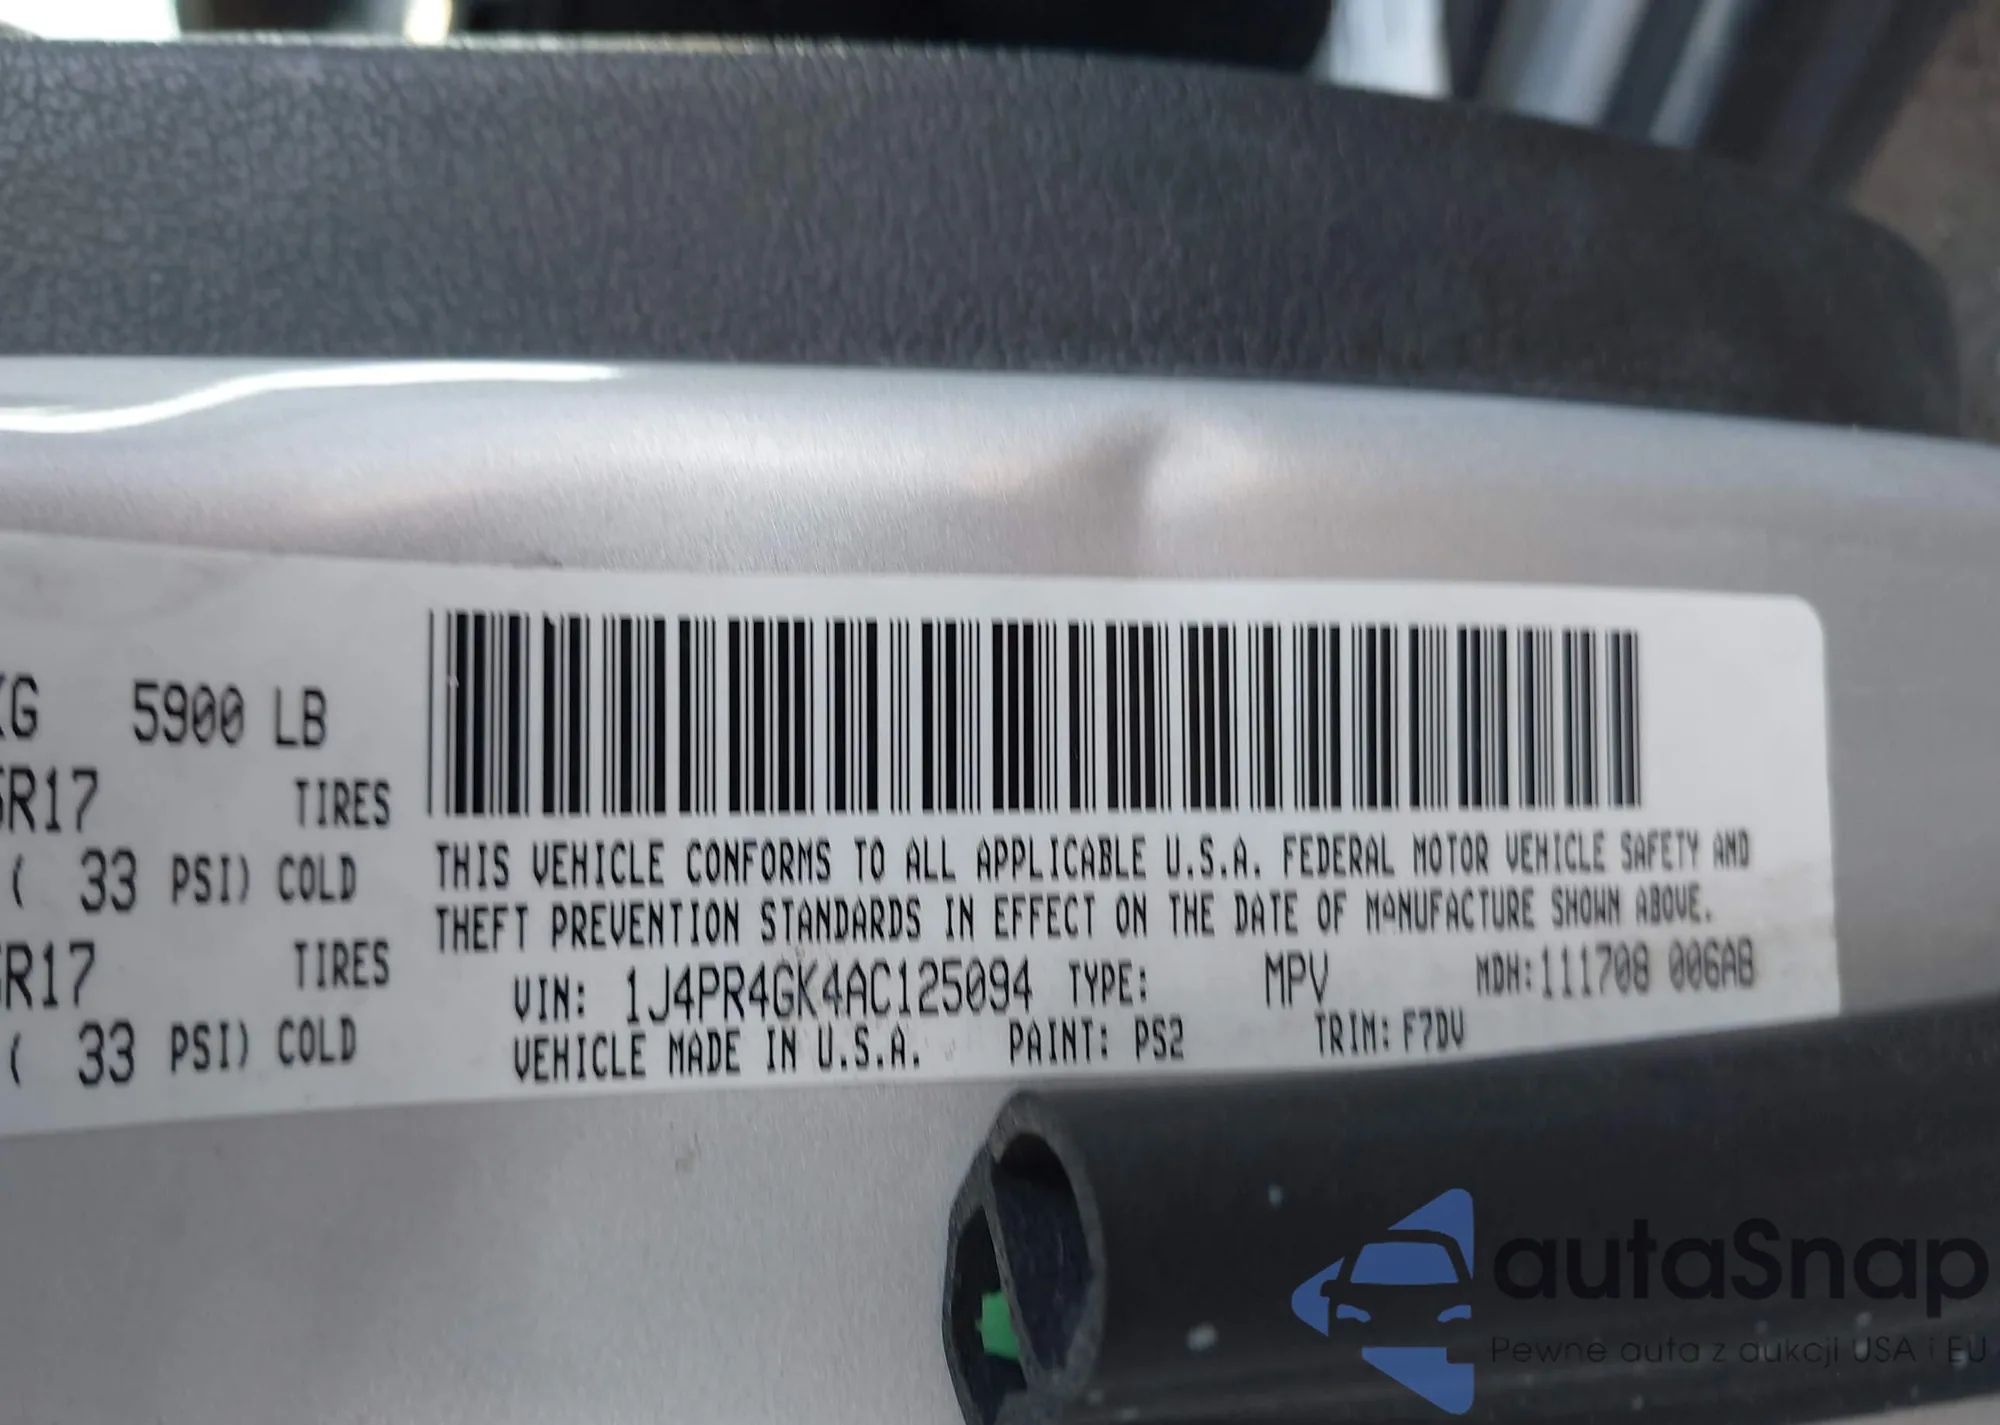 KG 5900 LB
5R17 TIRES
( 33 PSI) COLD
5R17 TIRES
( 33 PSI) COLD
THIS VEHICLE CONFORMS TO ALL APPLICABLE U.S.A. FEDERAL MOTOR VEHICLE SAFETY AND
THEFT PREVENTION STANDARDS IN EFFECT ON THE DATE OF MANUFACTURE SHOWN ABOVE.
VIN: 1J4PR4GK4AC125094 TYPE: MPV MDH:111708 006AB
VEHICLE MADE IN U.S.A. PAINT: PS2 TRIM: F7DV
autaSnap
Pewne auta z aukcji USA i EU